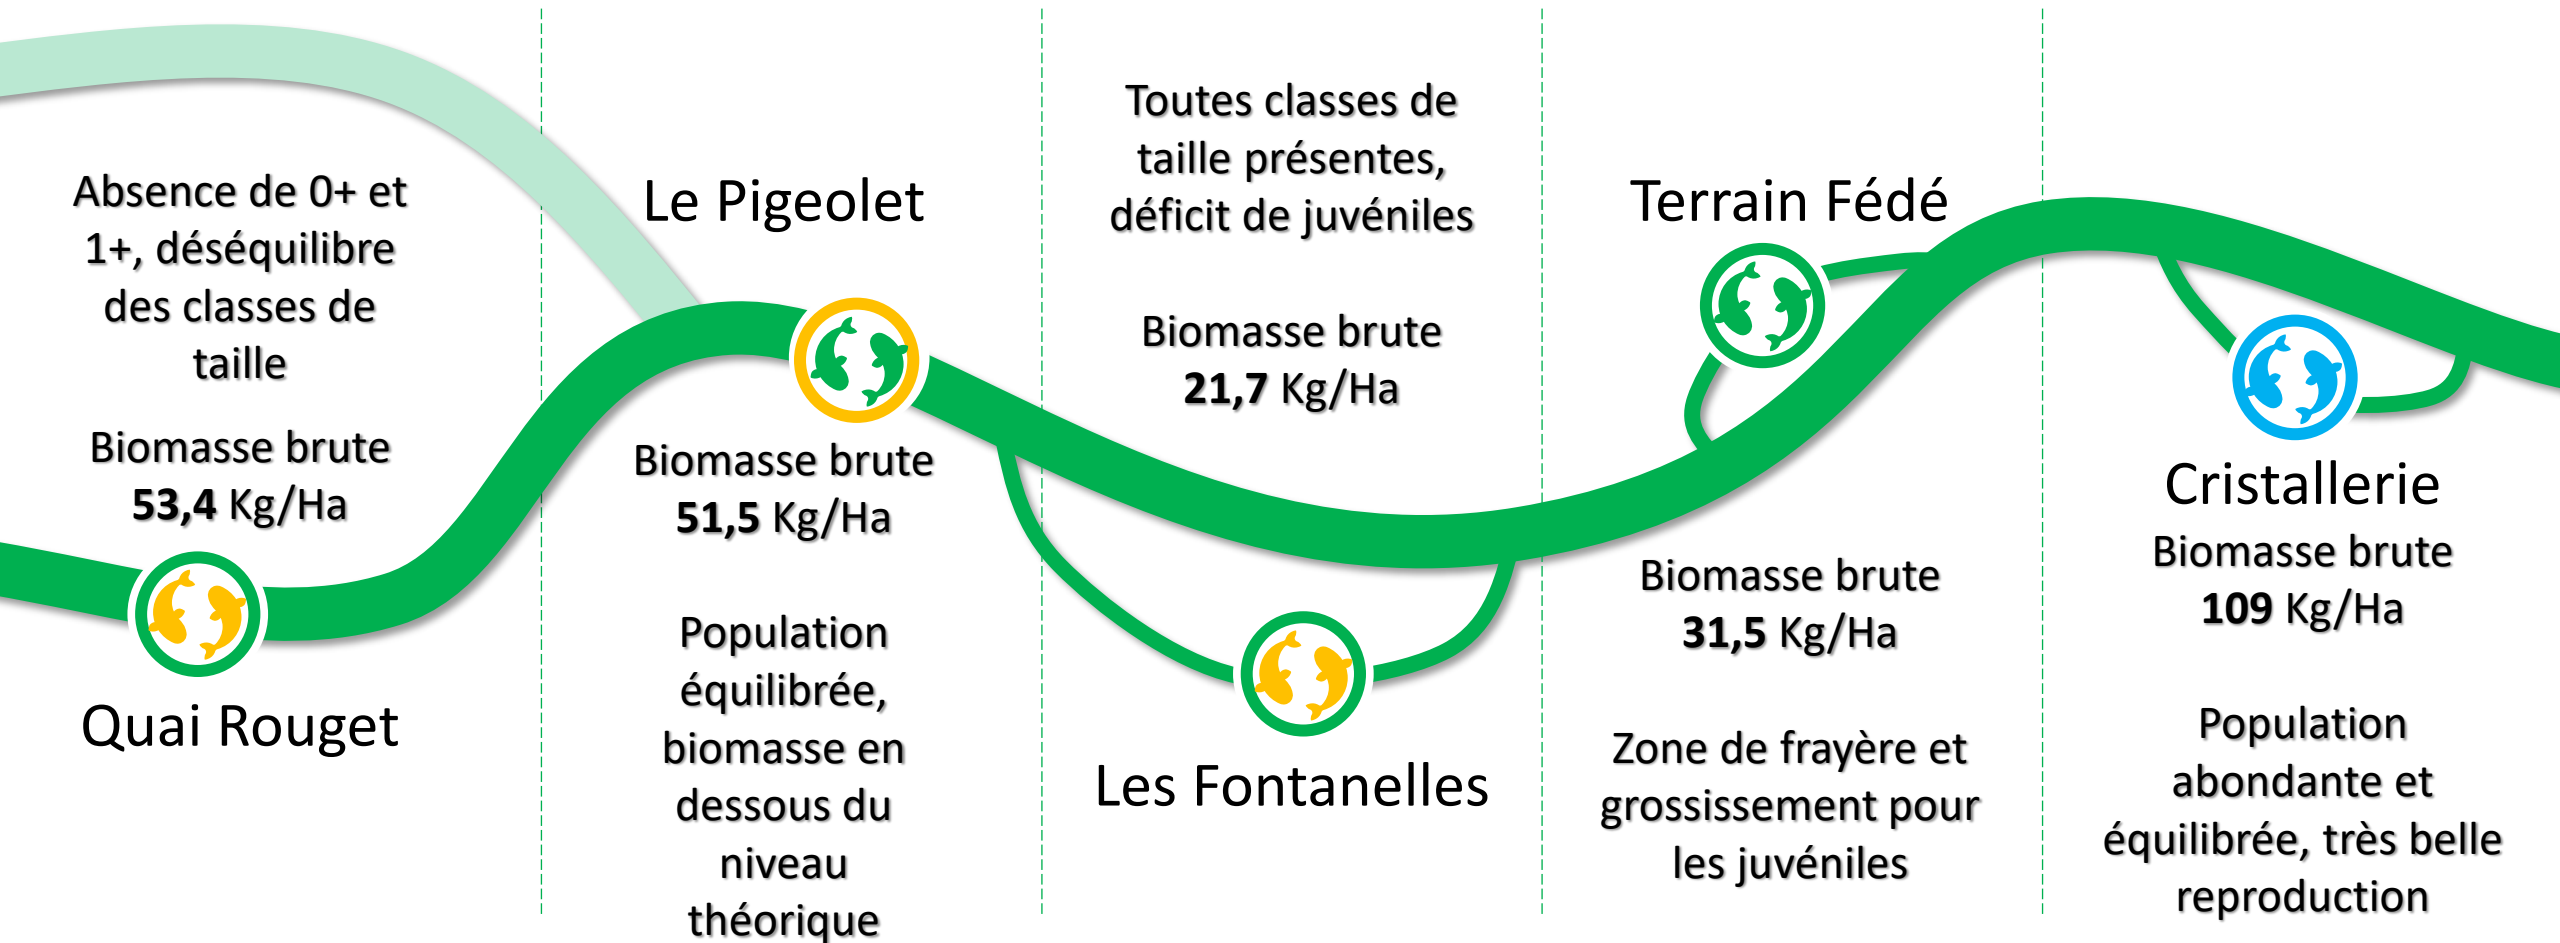 Absence de 0+ et
1+, déséquilibre
des classes de
taille
Biomasse brute
53,4 Kg/Ha
Quai Rouget
Le Pigeolet
Biomasse brute
51,5 Kg/Ha
Population
équilibrée,
biomasse en
dessous du
niveau
théorique
Toutes classes de
taille présentes,
déficit de juvéniles
Biomasse brute
21,7 Kg/Ha
Les Fontanelles
Terrain Fédé
Biomasse brute
31,5 Kg/Ha
Zone de frayère et
grossissement pour
les juvéniles
Cristallerie
Biomasse brute
109 Kg/Ha
Population
abondante et
équilibrée, très belle
reproduction